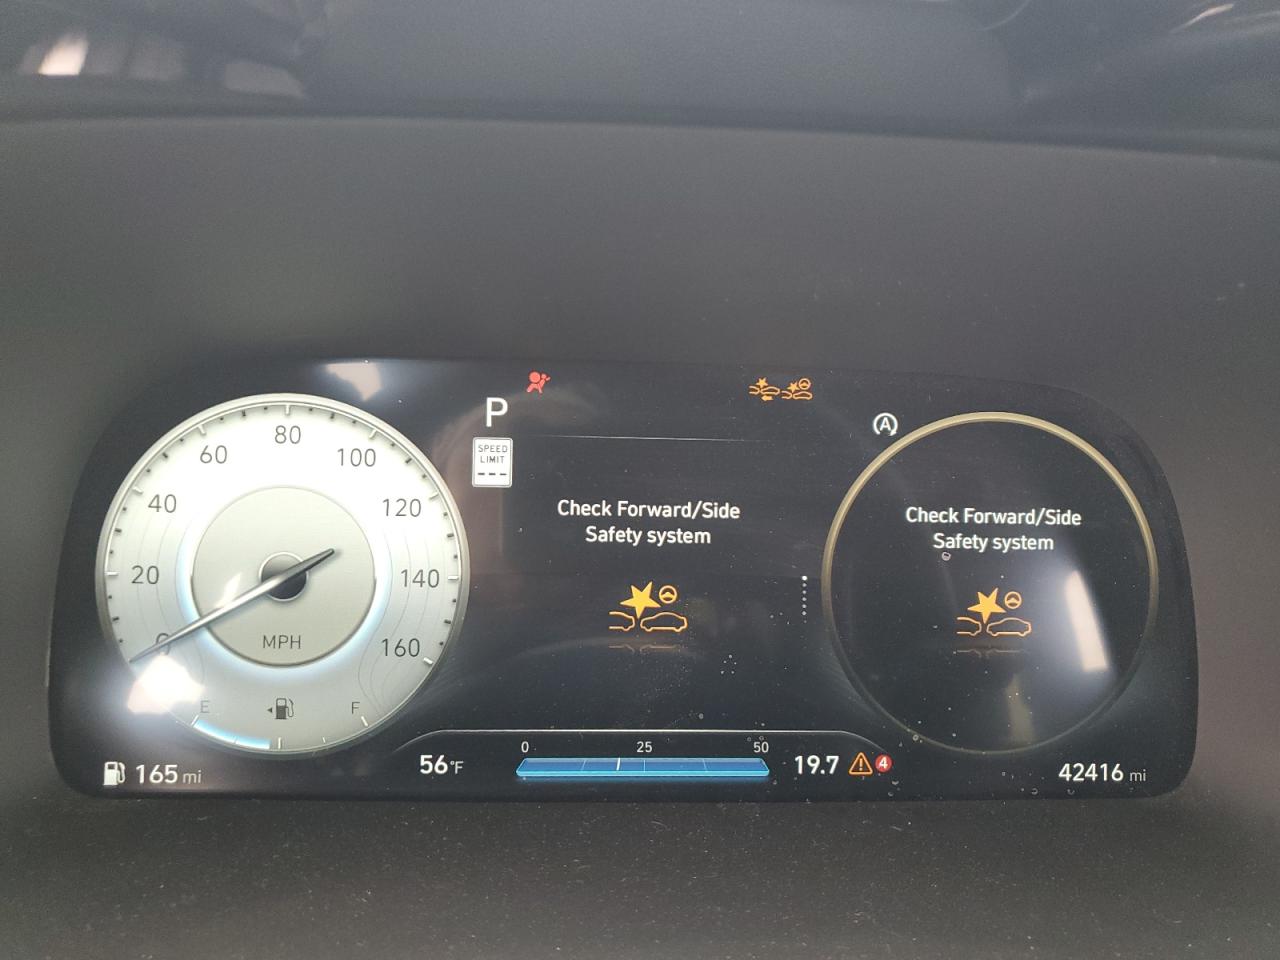 P
SPEED
LIMIT
---
60
80
100
40
120
20
140
0
160
MPH
E
F
Check Forward/Side
Safety system
A
Check Forward/Side
Safety system
165 mi
56°F
0 25 50
19.7
4
42416 mi